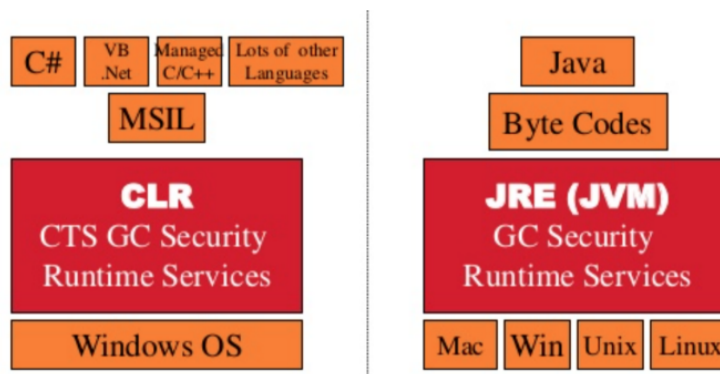 C#
VB
.Net
Managed
C/C++
Lots of other
Languages
MSIL
CLR
CTS GC Security
Runtime Services
Windows OS
Java
Byte Codes
JRE (JVM)
GC Security
Runtime Services
Mac
Win
Unix
Linux